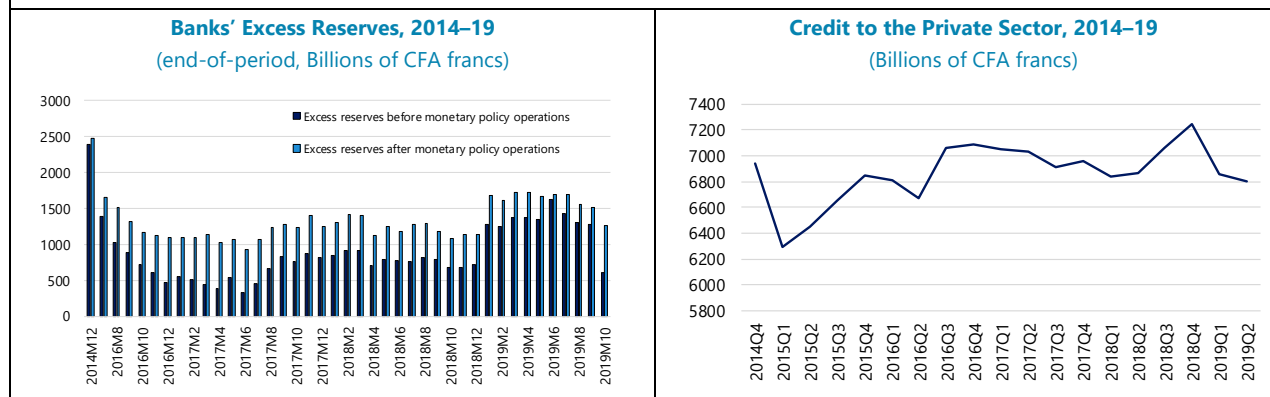 Banks’ Excess Reserves, 2014–19
(end-of-period, Billions of CFA francs)
3000
2500
2000
1500
1000
500
0
Excess reserves before monetary policy operations
Excess reserves after monetary policy operations
2014M12
2016M8
2016M10
2016M12
2017M2
2017M4
2017M6
2017M8
2017M10
2017M12
2018M2
2018M4
2018M6
2018M8
2018M10
2018M12
2019M2
2019M4
2019M6
2019M8
2019M10
Credit to the Private Sector, 2014–19
(Billions of CFA francs)
7400
7200
7000
6800
6600
6400
6200
6000
5800
2014Q4
2015Q1
2015Q2
2015Q3
2015Q4
2016Q1
2016Q2
2016Q3
2016Q4
2017Q1
2017Q2
2017Q3
2017Q4
2018Q1
2018Q2
2018Q3
2018Q4
2019Q1
2019Q2